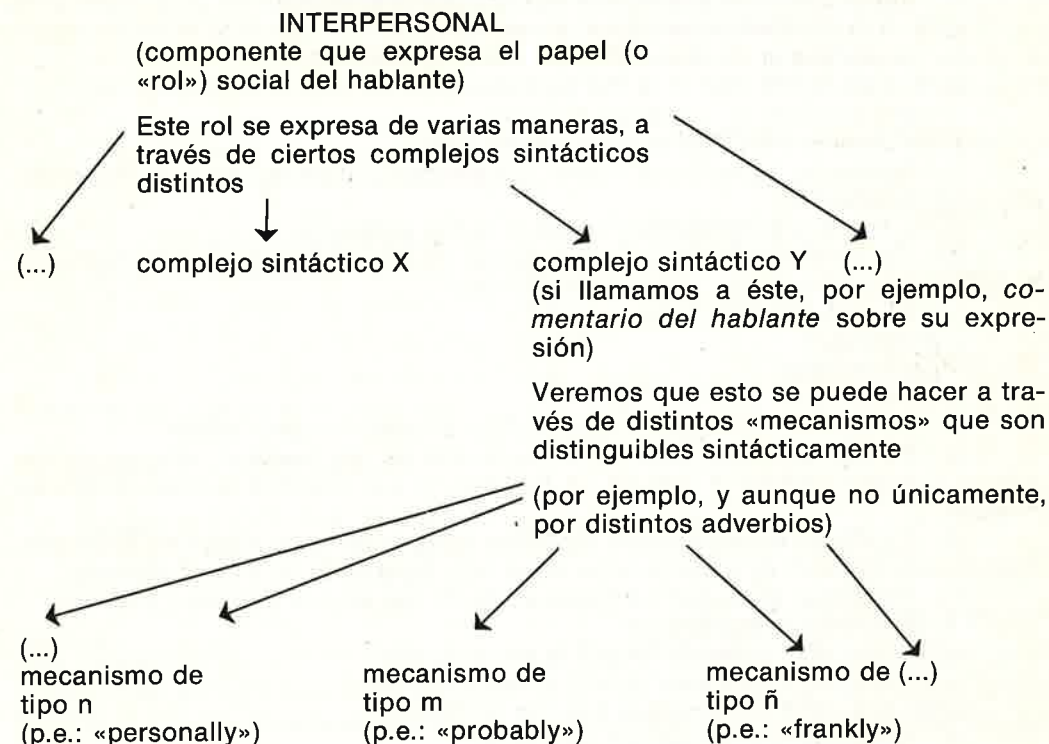 INTERPERSONAL
(componente que expresa el papel (o
«rol») social del hablante)
Este rol se expresa de varias maneras, a
través de ciertos complejos sintácticos
distintos
(...) complejo sintáctico X complejo sintáctico Y (...)
(si llamamos a éste, por ejemplo, co-
mentario del hablante sobre su expre-
sión)
Veremos que esto se puede hacer a tra-
vés de distintos «mecanismos» que son
distinguibles sintácticamente
(por ejemplo, y aunque no únicamente,
por distintos adverbios)
(...)
mecanismo de mecanismo de mecanismo de (...)
tipo n tipo m tipo ñ
(p.e.: «personally») (p.e.: «probably») (p.e.: «frankly»)